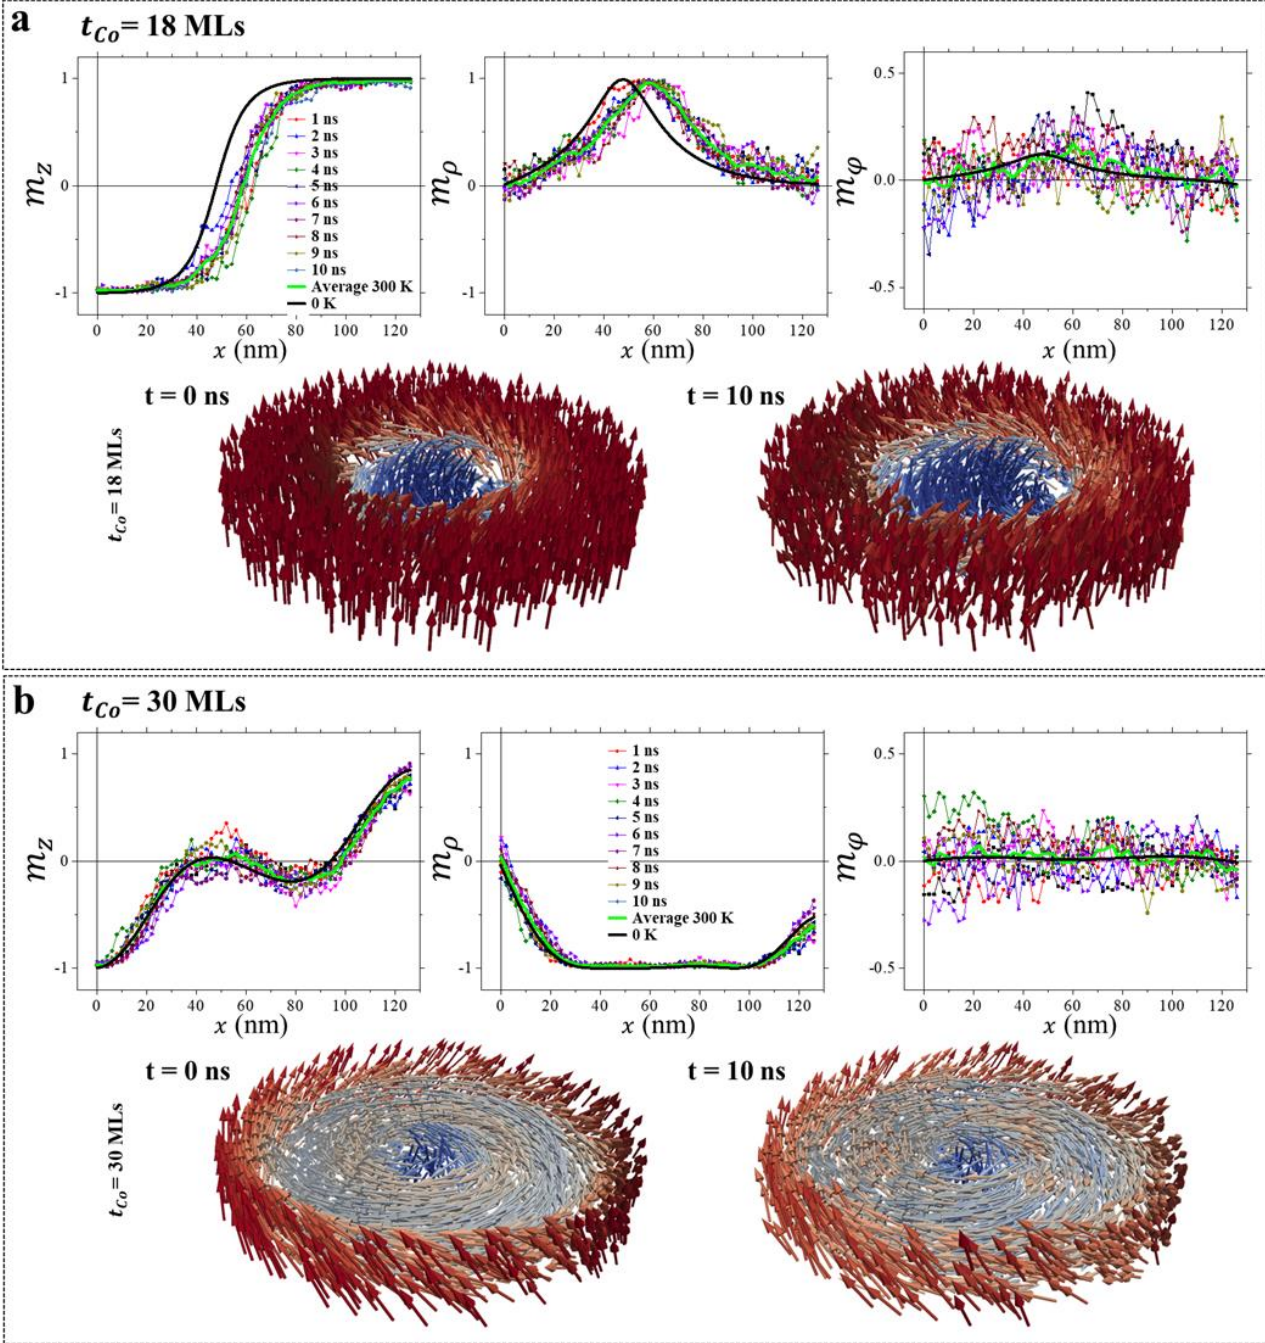 a
t_Co= 18 MLs
m_z
1
0
-1
0 20 40 60 80 100 120
x (nm)
1 ns
2 ns
3 ns
4 ns
5 ns
6 ns
7 ns
8 ns
9 ns
10 ns
Average 300 K
0 K
m_ρ
1
0
-1
0 20 40 60 80 100 120
x (nm)
m_φ
0.5
0.0
-0.5
0 20 40 60 80 100 120
x (nm)
t = 0 ns
t = 10 ns
t_Co= 18 MLs
b
t_Co= 30 MLs
m_z
1
0
-1
0 20 40 60 80 100 120
x (nm)
m_ρ
1
0
-1
0 20 40 60 80 100 120
x (nm)
1 ns
2 ns
3 ns
4 ns
5 ns
6 ns
7 ns
8 ns
9 ns
10 ns
Average 300 K
0 K
m_φ
0.5
0.0
-0.5
0 20 40 60 80 100 120
x (nm)
t = 0 ns
t = 10 ns
t_Co= 30 MLs